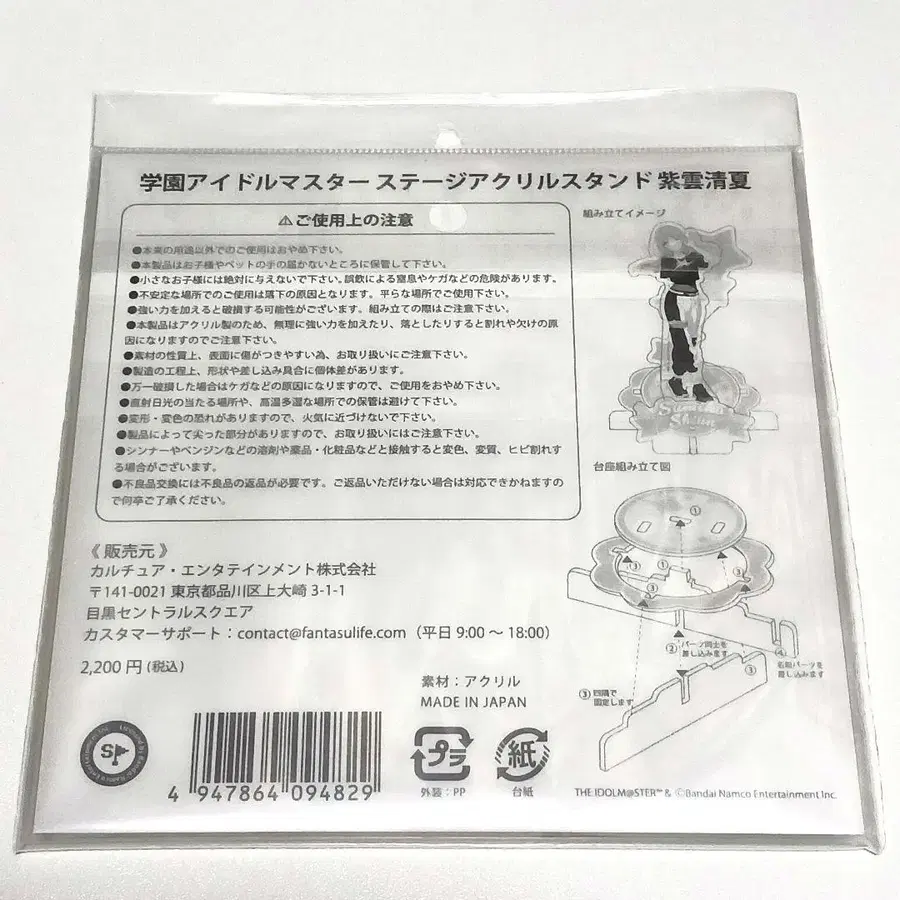 学園アイドルマスター ステージアクリルスタンド 紫雲清夏
⚠ご使用上の注意
●本来の用途以外でのご使用はおやめ下さい。
●本製品はお子様やペットの手の届かないところに保管して下さい。
●小さなお子様には絶対に与えないで下さい。誤飲による窒息やケガなどの危険があります。
●不安定な場所でのご使用は落下の原因となります。平らな場所でご使用下さい。
●強い力を加えると破損する可能性がございます。組み立ての際はご注意下さい。
●本製品はアクリル製のため、無理に強い力を加えたり、落としたりすると割れや欠けの原
因になりますのでご注意下さい。
●素材の性質上、表面に傷がつきやすい為、お取り扱いにご注意下さい。
●製造の工程上、形状や差し込み具合に個体差があります。
●万一破損した場合はケガなどの原因になりますので、ご使用をおやめ下さい。
●直射日光の当たる場所や、高温多湿な場所での保管は避けて下さい。
●変形・変色の恐れがありますので、火気に近づけないで下さい。
●製品によって尖った部分がありますので、お取り扱いにはご注意下さい。
●シンナーやベンジンなどの溶剤や薬品・化粧品などと接触すると変色、変質、ヒビ割れす
る場合がございます。
●不良品交換には不良品の返品が必要です。ご返品いただけない場合は対応できかねますの
で何卒ご了承ください。
組み立てイメージ
台座組み立て図
①
③
①
③
②パーツ同士を
差し込みます
③
④
名前パーツを
差し込みます
③四隅で
固定します
《 販売元 》
カルチュア・エンタテインメント株式会社
〒141-0021 東京都品川区上大崎 3-1-1
目黒セントラルスクエア
カスタマーサポート：contact@fantasulife.com（平日 9:00 〜 18:00）
2,200 円 (税込)
素材：アクリル
MADE IN JAPAN
4 947864 094829
プラ
外装：PP
紙
台紙
THE IDOLM@STER™& ©Bandai Namco Entertainment Inc.